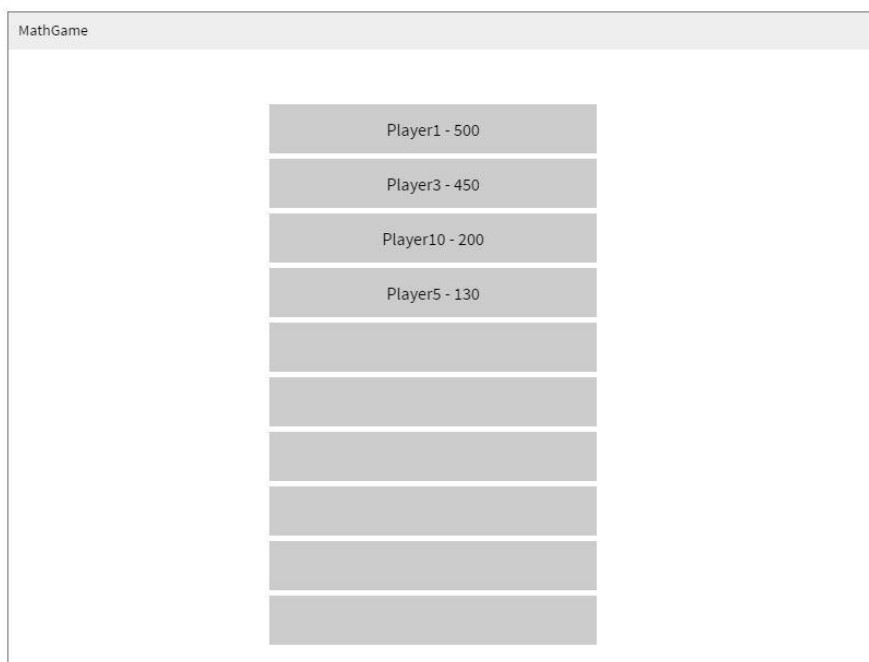 MathGame
Player1 - 500
Player3 - 450
Player10 - 200
Player5 - 130